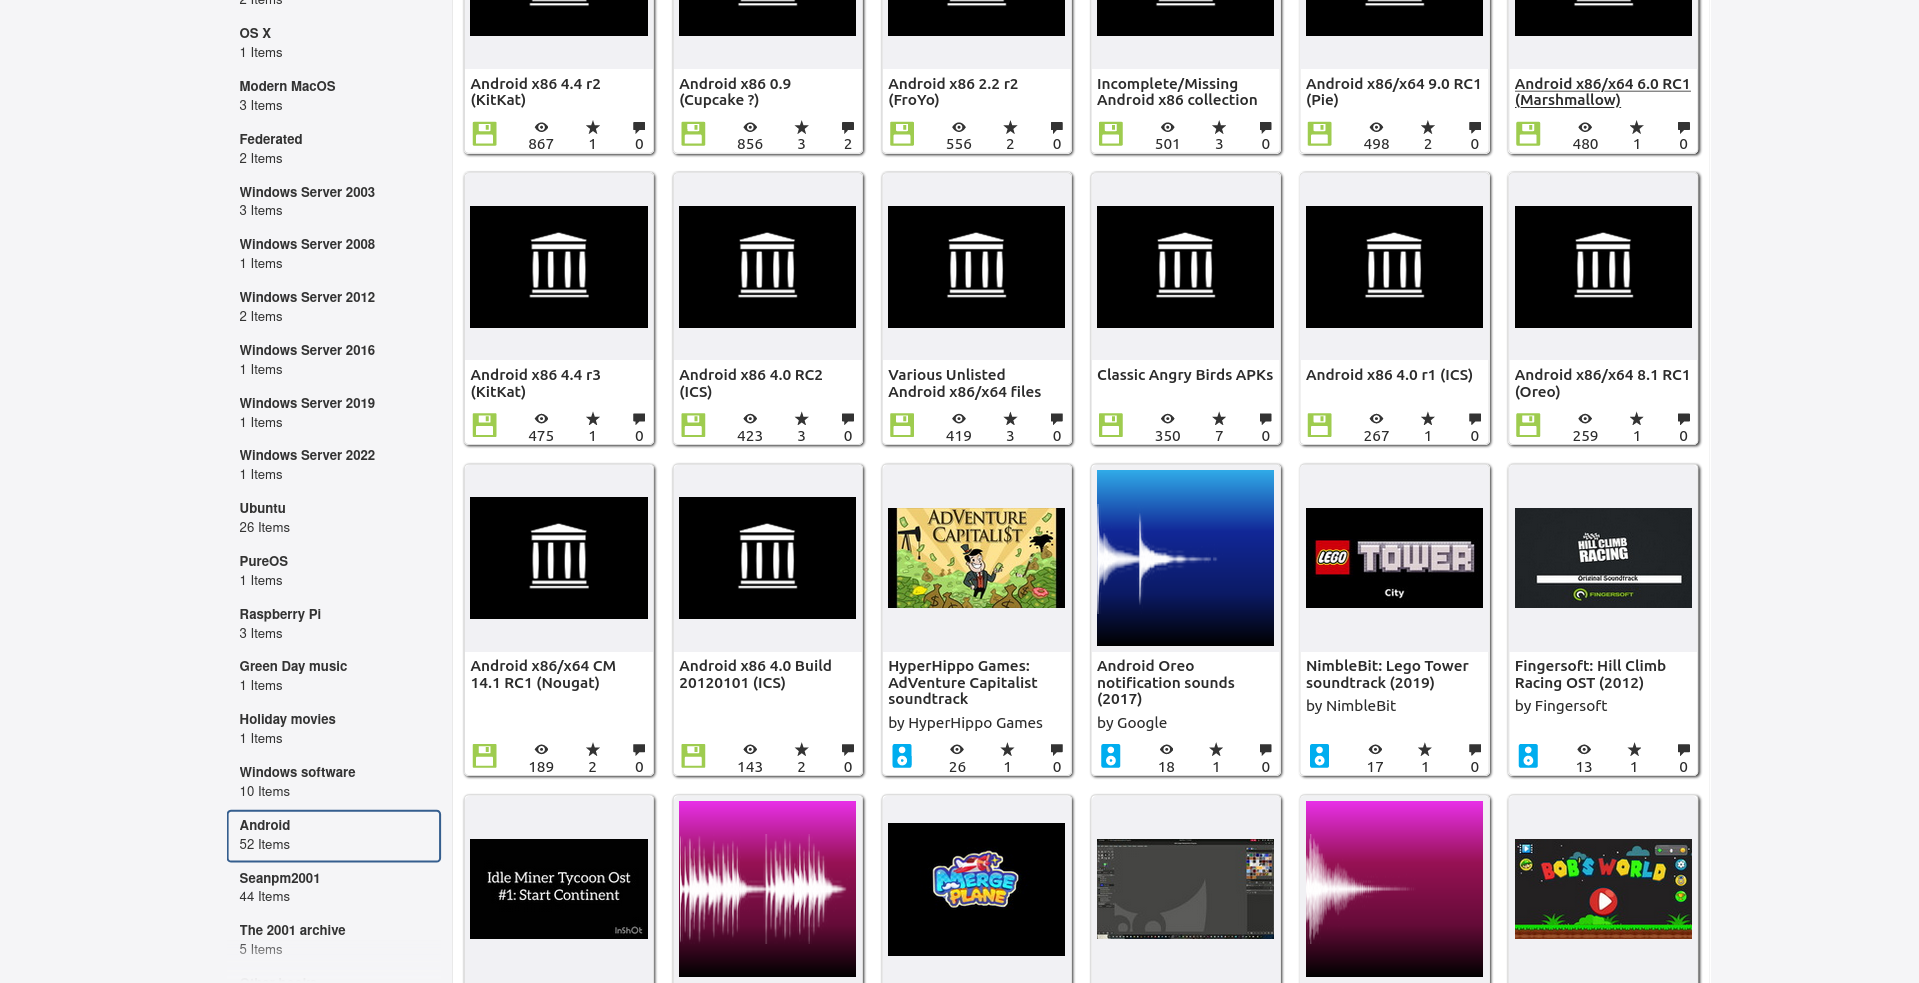 2 Items
OS X
1 Items
Modern MacOS
3 Items
Federated
2 Items
Windows Server 2003
3 Items
Windows Server 2008
1 Items
Windows Server 2012
2 Items
Windows Server 2016
1 Items
Windows Server 2019
1 Items
Windows Server 2022
1 Items
Ubuntu
26 Items
PureOS
1 Items
Raspberry Pi
3 Items
Green Day music
1 Items
Holiday movies
1 Items
Windows software
10 Items
Android
52 Items
Seanpm2001
44 Items
The 2001 archive
5 Items
Android x86 4.4 r2
(KitKat)
867 1 0
Android x86 0.9
(Cupcake ?)
856 3 2
Android x86 2.2 r2
(FroYo)
556 2 0
Incomplete/Missing
Android x86 collection
501 3 0
Android x86/x64 9.0 RC1
(Pie)
498 2 0
Android x86/x64 6.0 RC1
(Marshmallow)
480 1 0
Android x86 4.4 r3
(KitKat)
475 1 0
Android x86 4.0 RC2
(ICS)
423 3 0
Various Unlisted
Android x86/x64 files
419 3 0
Classic Angry Birds APKs
350 7 0
Android x86 4.0 r1 (ICS)
267 1 0
Android x86/x64 8.1 RC1
(Oreo)
259 1 0
Android x86/x64 CM
14.1 RC1 (Nougat)
189 2 0
Android x86 4.0 Build
20120101 (ICS)
143 2 0
ADVENTURE
CAPITALI$T
HyperHippo Games:
AdVenture Capitalist
soundtrack
by HyperHippo Games
26 1 0
Android Oreo
notification sounds
(2017)
by Google
18 1 0
LEGO TOWER
City
NimbleBit: Lego Tower
soundtrack (2019)
by NimbleBit
17 1 0
HILL CLIMB
RACING
Original Soundtrack
FINGERSOFT
Fingersoft: Hill Climb
Racing OST (2012)
by Fingersoft
13 1 0
Idle Miner Tycoon Ost
#1: Start Continent
InShOt
MERGE
PLANE
BOB'S WORLD